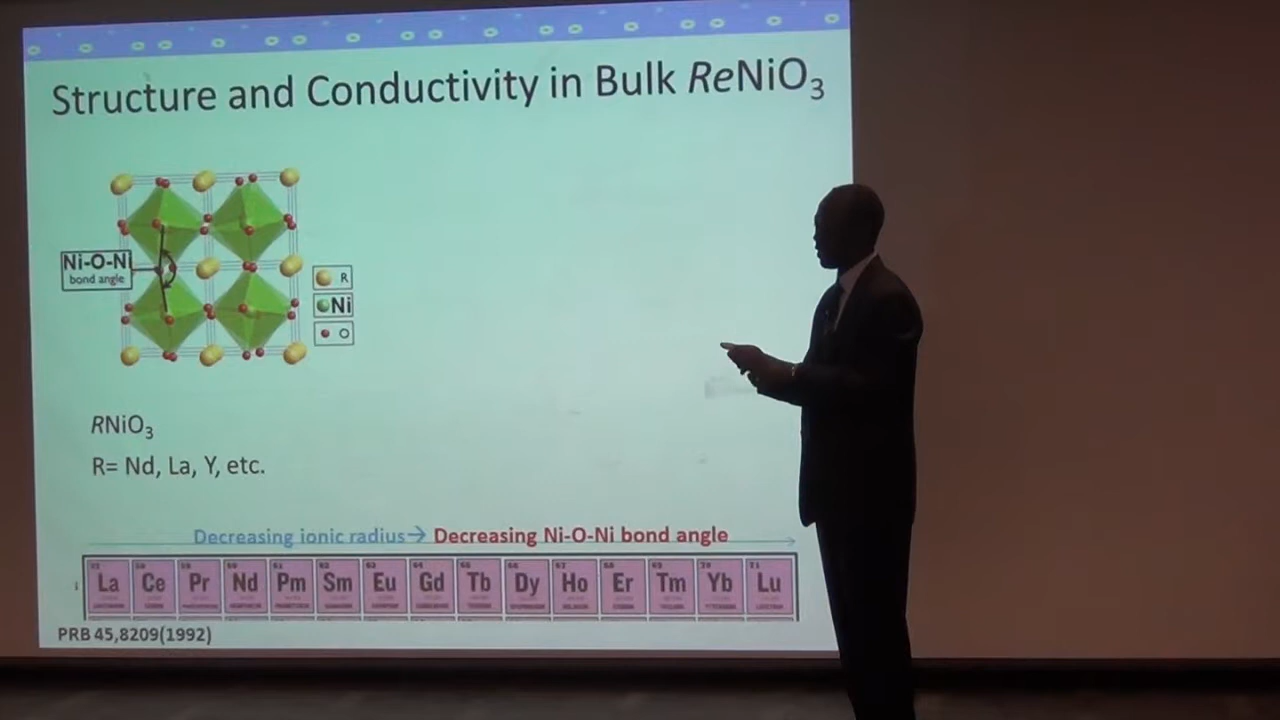 Structure and Conductivity in Bulk ReNiO₃
Ni-O-Ni
bond angle
R
Ni
O
RNiO₃
R= Nd, La, Y, etc.
Decreasing ionic radius→ Decreasing Ni-O-Ni bond angle
La Ce Pr Nd Pm Sm Eu Gd Tb Dy Ho Er Tm Yb Lu
PRB 45,8209(1992)